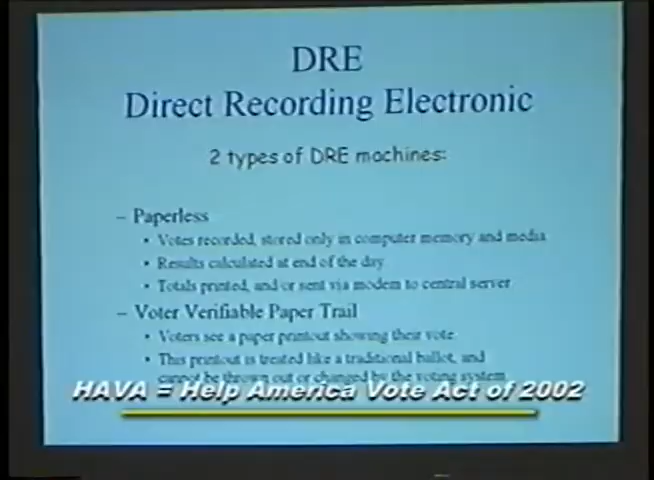 DRE
Direct Recording Electronic
2 types of DRE machines:
– Paperless
• Votes recorded, stored only in computer memory and media
• Results calculated at end of the day
• Totals printed, and/or sent via modem to central server
– Voter Verifiable Paper Trail
• Voters see a paper printout showing their vote
• This printout is treated like a traditional ballot, and
cannot be thrown out or changed by the voting system
HAVA = Help America Vote Act of 2002